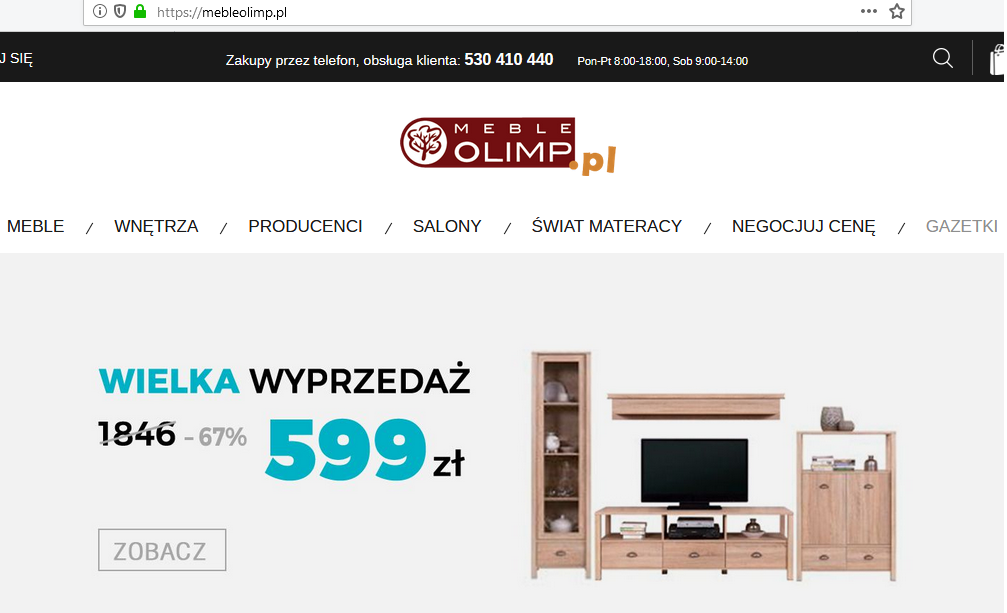 https://mebleolimp.pl
J SIĘ
Zakupy przez telefon, obsługa klienta: 530 410 440 Pon-Pt 8:00-18:00, Sob 9:00-14:00
MEBLE
OLIMP.pl
MEBLE / WNĘTRZA / PRODUCENCI / SALONY / ŚWIAT MATERACY / NEGOCJUJ CENĘ / GAZETKI
WIELKA WYPRZEDAŻ
1846 - 67% 599 zł
ZOBACZ